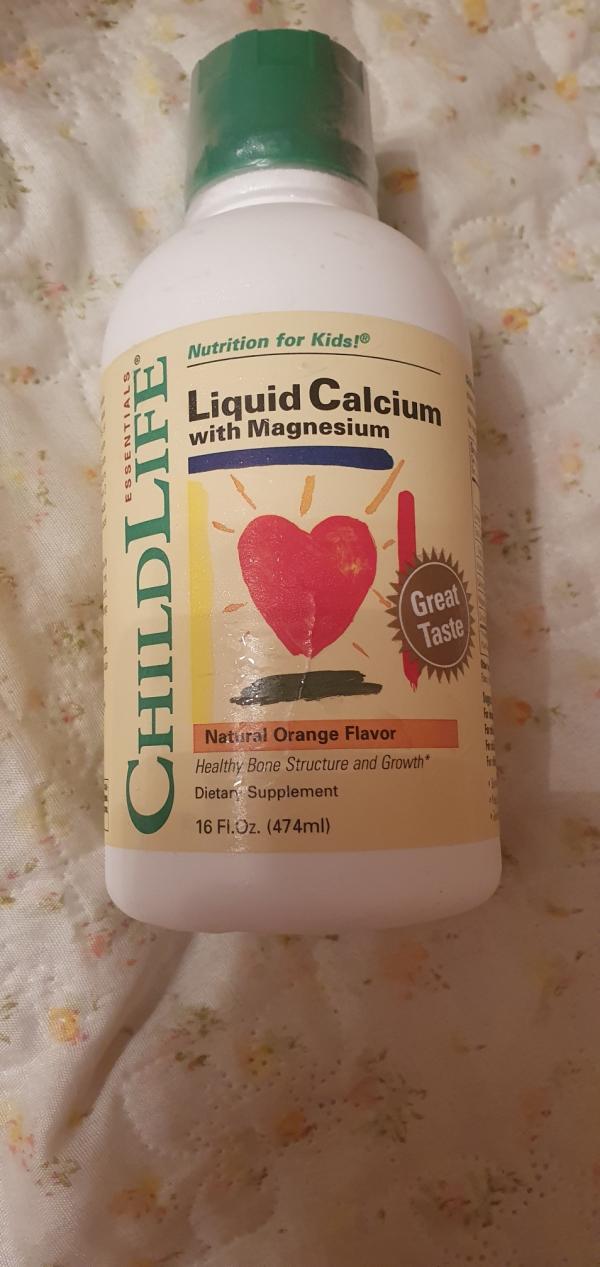 Nutrition for Kids!®
CHILDLIFE®
ESSENTIALS
Liquid Calcium
with Magnesium
Great
Taste
Natural Orange Flavor
Healthy Bone Structure and Growth*
Dietary Supplement
16 Fl.Oz. (474ml)